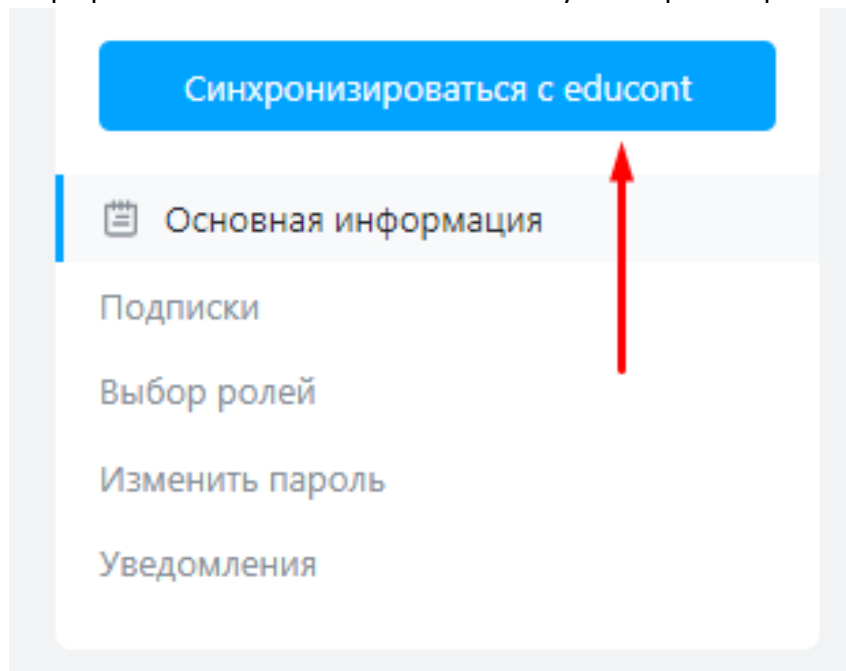 Синхронизироваться с educont
Основная информация
Подписки
Выбор ролей
Изменить пароль
Уведомления